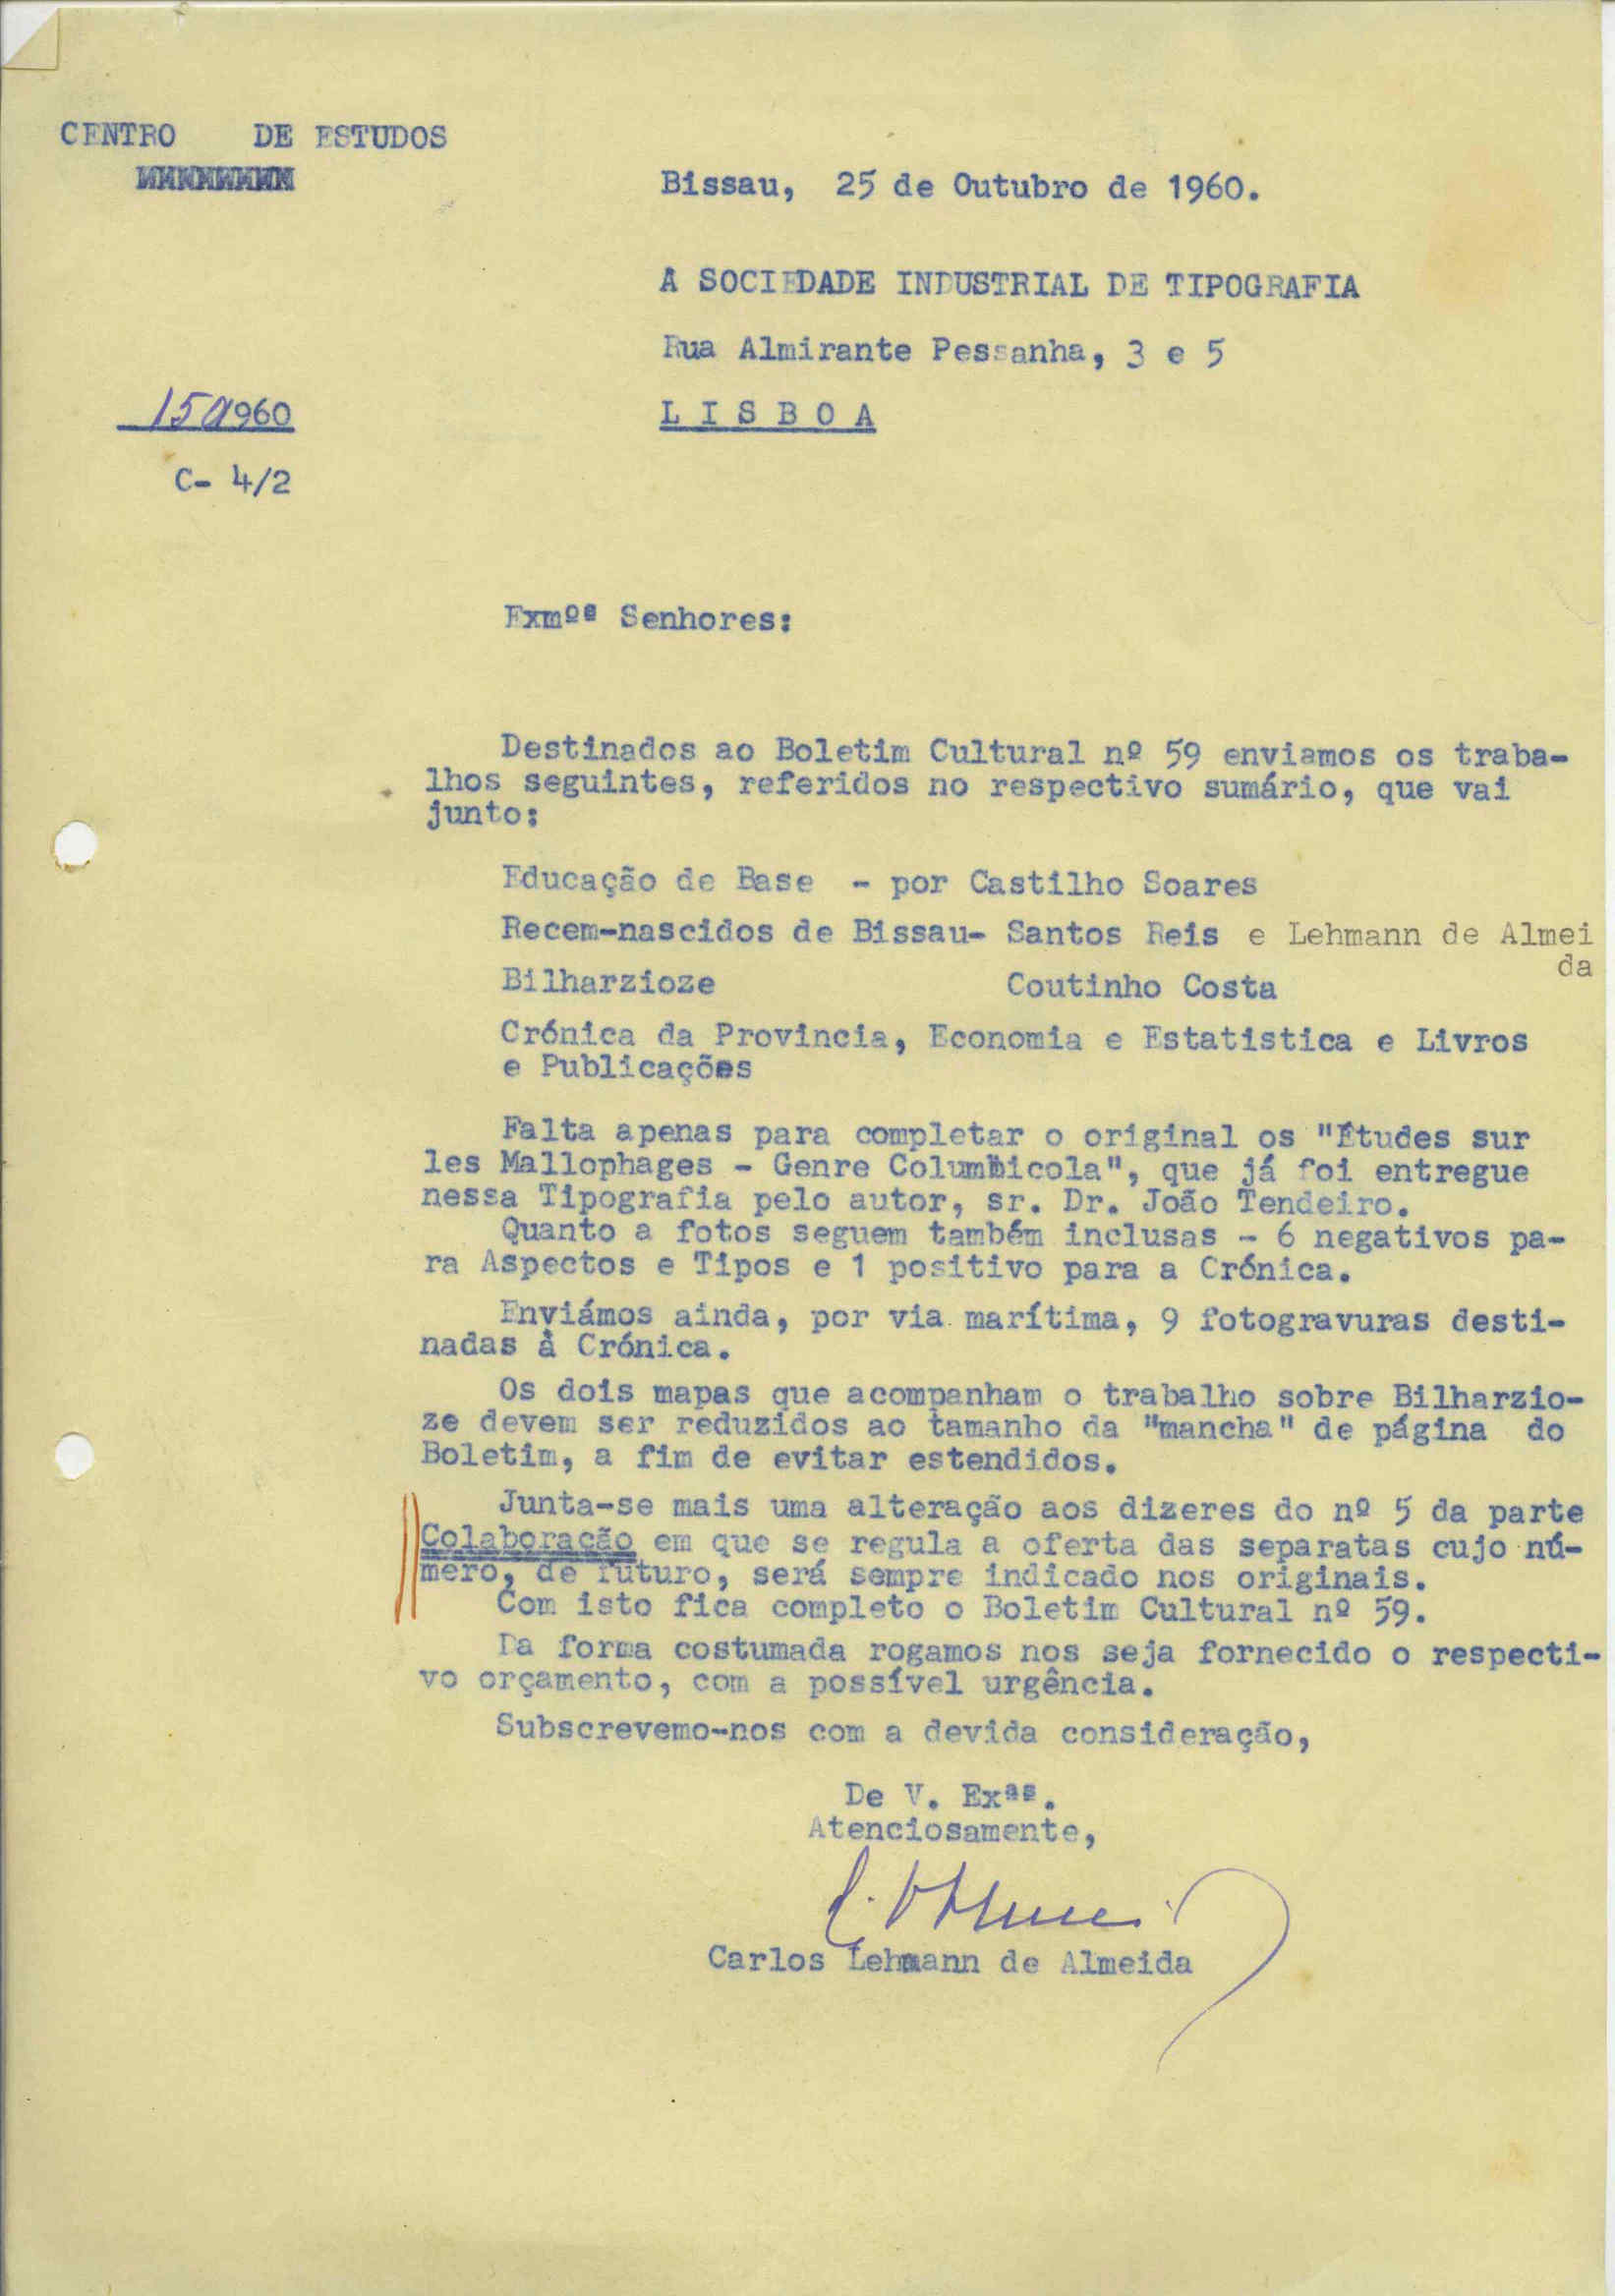 CENTRO DE ESTUDOS
Bissau, 25 de Outubro de 1960.
A SOCIEDADE INDUSTRIAL DE TIPOGRAFIA
Rua Almirante Pessanha, 3 e 5
960
L I S B O A
C- 4/2
Exmºs Senhores:
Destinados ao Boletim Cultural nº 59 enviamos os traba-
lhos seguintes, referidos no respectivo sumário, que vai
junto:
Educação de Base - por Castilho Soares
Recem-nascidos de Bissau- Santos Reis e Lehmann de Almei
da
Bilharzioze Coutinho Costa
Crónica da Provincia, Economia e Estatistica e Livros
e Publicações
Falta apenas para completar o original os "Études sur
les Mallophages - Genre Columbicola", que já foi entregue
nessa Tipografia pelo autor, sr. Dr. João Tendeiro.
Quanto a fotos seguem também inclusas - 6 negativos pa-
ra Aspectos e Tipos e 1 positivo para a Crónica.
Enviámos ainda, por via marítima, 9 fotogravuras desti-
nadas à Crónica.
Os dois mapas que acompanham o trabalho sobre Bilharzio-
ze devem ser reduzidos ao tamanho da "mancha" de página do
Boletim, a fim de evitar estendidos.
Junta-se mais uma alteração aos dizeres do nº 5 da parte
Colaboração em que se regula a oferta das separatas cujo nú-
mero, de futuro, será sempre indicado nos originais.
Com isto fica completo o Boletim Cultural nº 59.
Da forma costumada rogamos nos seja fornecido o respecti-
vo orçamento, com a possível urgência.
Subscrevemo-nos com a devida consideração,
De V. Exªs.
Atenciosamente,
Carlos Lehmann de Almeida